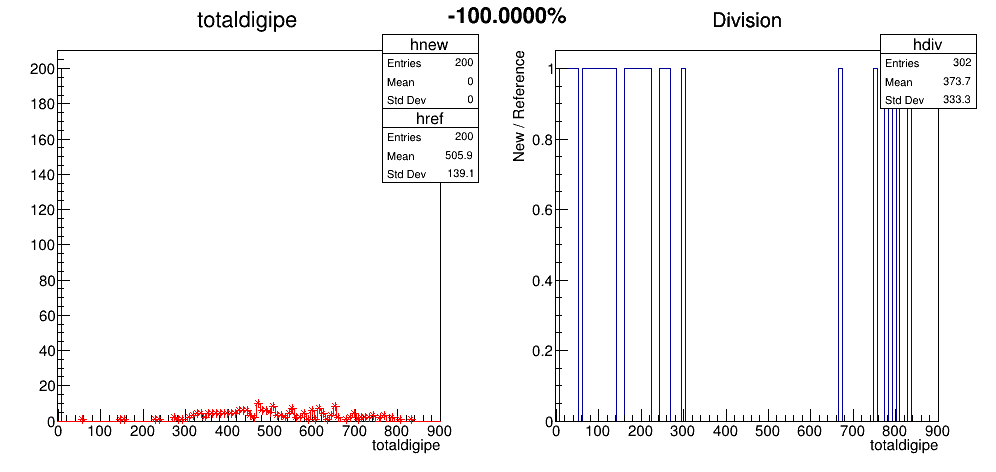 totaldigipe
-100.0000%
Division
hnew
Entries 200
Mean 0
Std Dev 0
href
Entries 200
Mean 505.9
Std Dev 139.1
200
180
160
140
120
100
80
60
40
20
0
0 100 200 300 400 500 600 700 800 900
totaldigipe
hdiv
Entries 302
Mean 373.7
Std Dev 333.3
New / Reference
1
0.8
0.6
0.4
0.2
0
0 100 200 300 400 500 600 700 800 900
totaldigipe